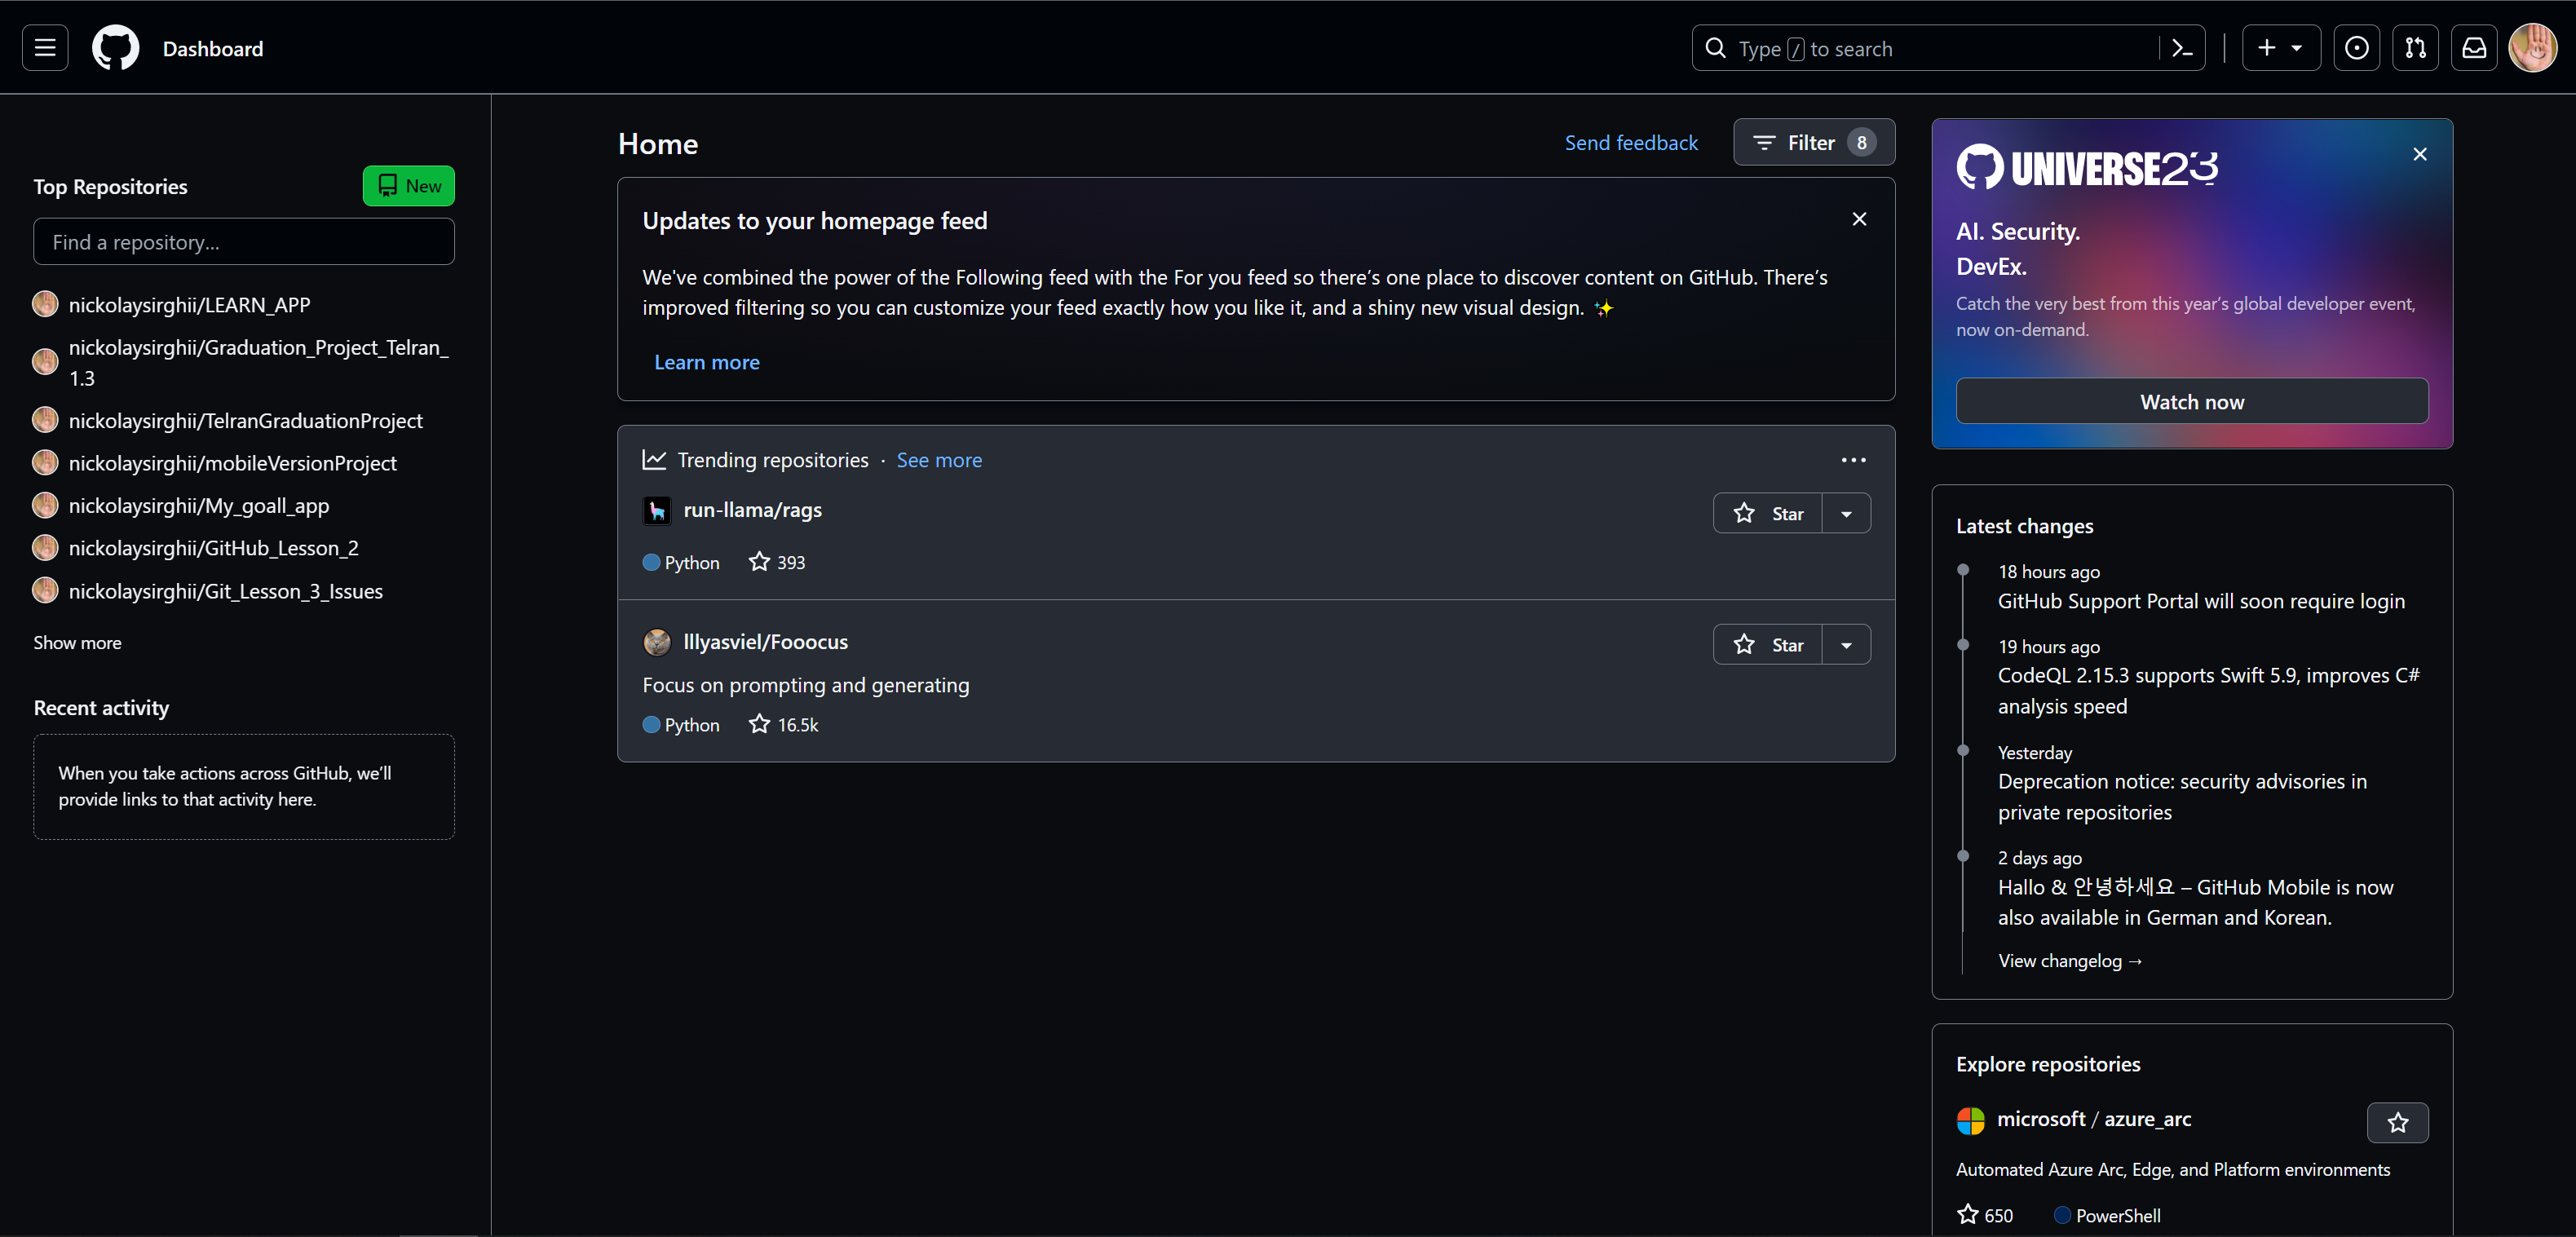 Dashboard
Type / to search
Top Repositories
New
Find a repository...
nickolaysirghii/LEARN_APP
nickolaysirghii/Graduation_Project_Telran_
1.3
nickolaysirghii/TelranGraduationProject
nickolaysirghii/mobileVersionProject
nickolaysirghii/My_goall_app
nickolaysirghii/GitHub_Lesson_2
nickolaysirghii/Git_Lesson_3_Issues
Show more
Recent activity
When you take actions across GitHub, we’ll
provide links to that activity here.
Home
Send feedback
Filter 8
Updates to your homepage feed
We've combined the power of the Following feed with the For you feed so there’s one place to discover content on GitHub. There’s
improved filtering so you can customize your feed exactly how you like it, and a shiny new visual design. ✨
Learn more
Trending repositories · See more
run-llama/rags
Star
Python 393
lllyasviel/Fooocus
Star
Focus on prompting and generating
Python 16.5k
UNIVERSE23
AI. Security.
DevEx.
Catch the very best from this year’s global developer event,
now on-demand.
Watch now
Latest changes
18 hours ago
GitHub Support Portal will soon require login
19 hours ago
CodeQL 2.15.3 supports Swift 5.9, improves C#
analysis speed
Yesterday
Deprecation notice: security advisories in
private repositories
2 days ago
Hallo & 안녕하세요 – GitHub Mobile is now
also available in German and Korean.
View changelog →
Explore repositories
microsoft / azure_arc
Automated Azure Arc, Edge, and Platform environments
650 PowerShell